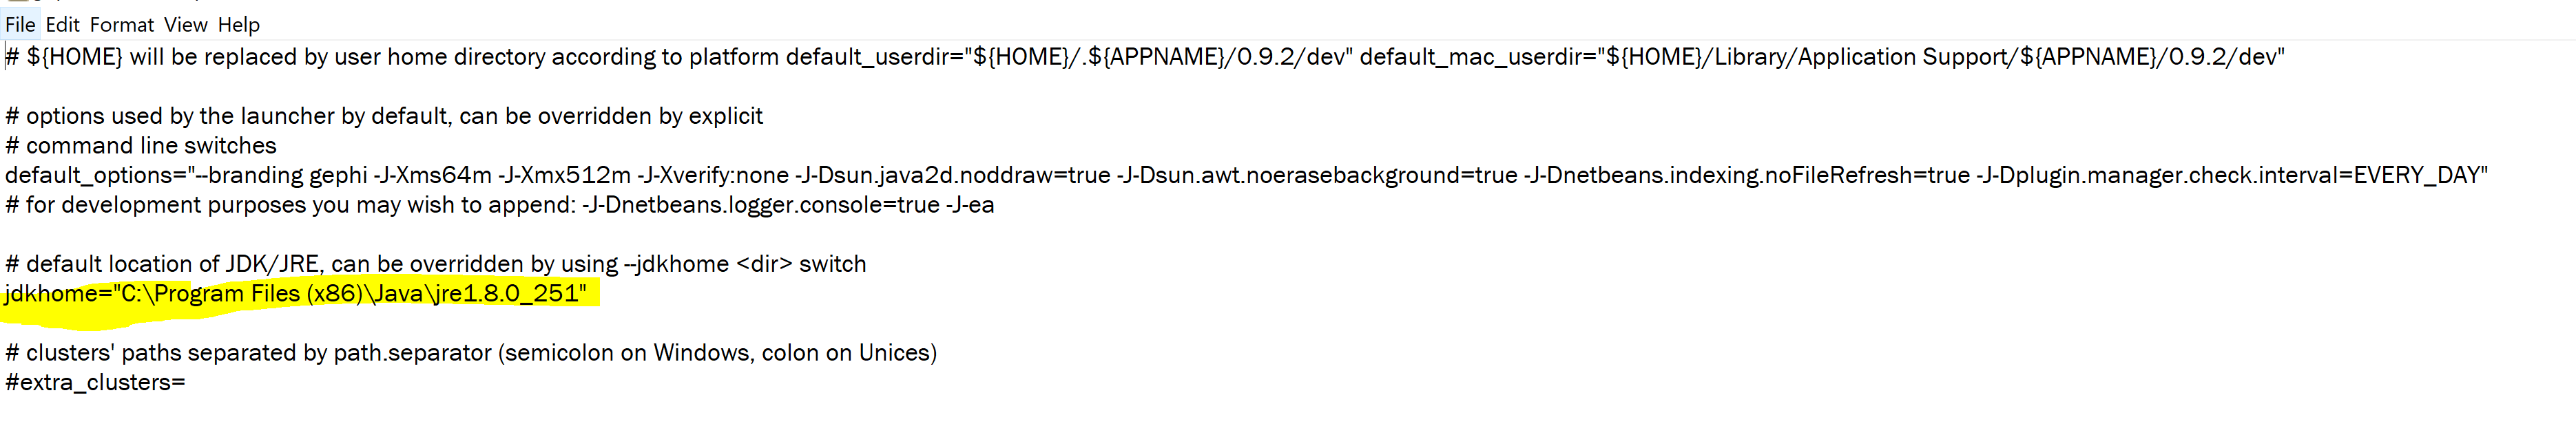 File Edit Format View Help
# ${HOME} will be replaced by user home directory according to platform default_userdir="${HOME}/.${APPNAME}/0.9.2/dev" default_mac_userdir="${HOME}/Library/Application Support/${APPNAME}/0.9.2/dev"
# options used by the launcher by default, can be overridden by explicit
# command line switches
default_options="--branding gephi -J-Xms64m -J-Xmx512m -J-Xverify:none -J-Dsun.java2d.noddraw=true -J-Dsun.awt.noerasebackground=true -J-Dnetbeans.indexing.noFileRefresh=true -J-Dplugin.manager.check.interval=EVERY_DAY"
# for development purposes you may wish to append: -J-Dnetbeans.logger.console=true -J-ea
# default location of JDK/JRE, can be overridden by using --jdkhome <dir> switch
jdkhome="C:\Program Files (x86)\Java\jre1.8.0_251"
# clusters' paths separated by path.separator (semicolon on Windows, colon on Unices)
#extra_clusters=